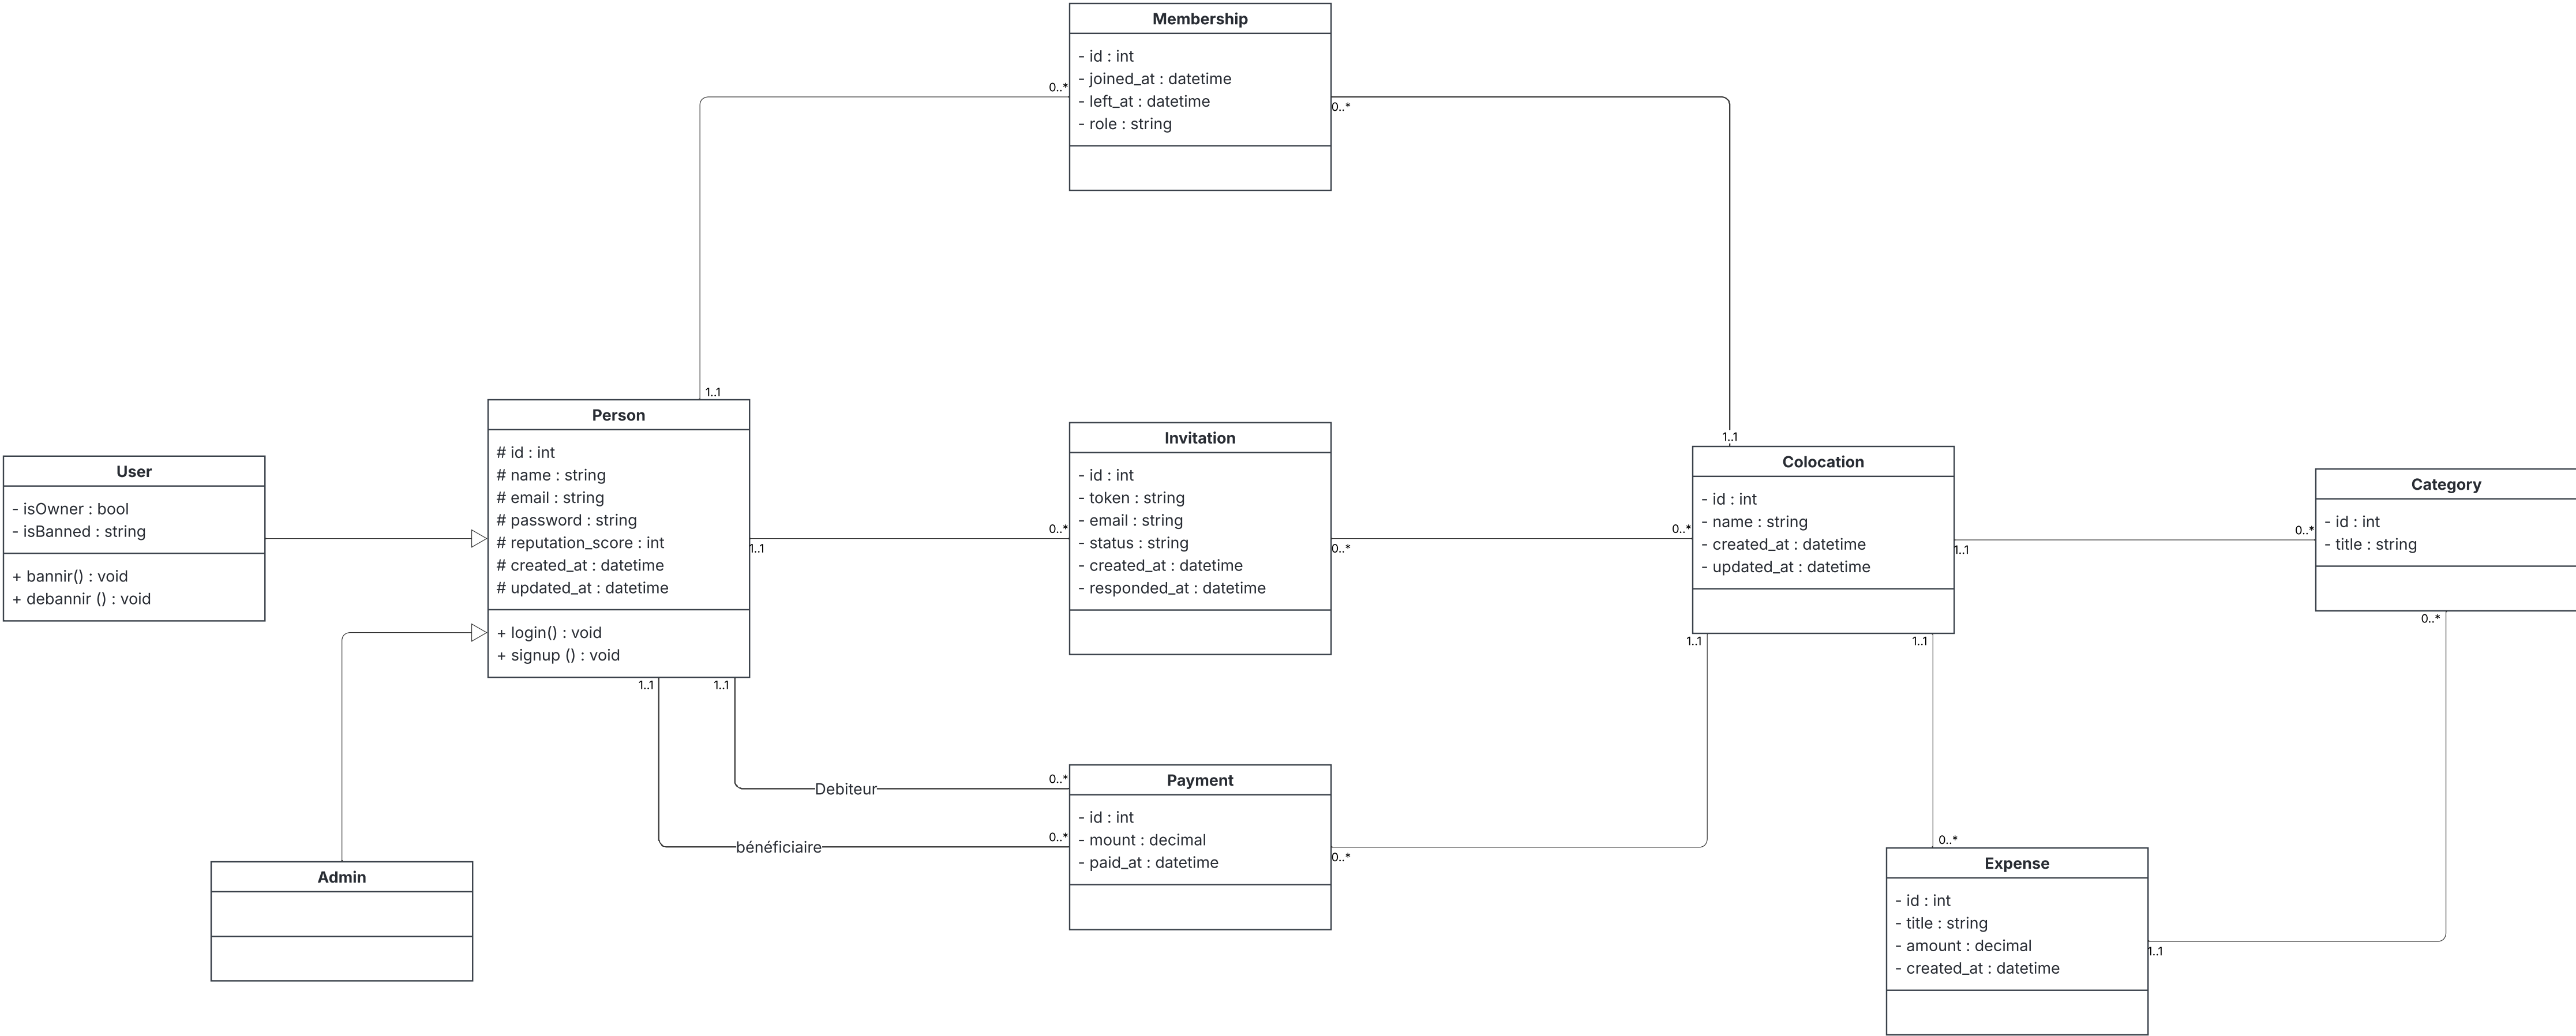 Membership
- id : int
- joined_at : datetime
- left_at : datetime
- role : string
0..*
0..*
1..1
1..1
Person
# id : int
# name : string
# email : string
# password : string
# reputation_score : int
# created_at : datetime
# updated_at : datetime
+ login() : void
+ signup () : void
User
- isOwner : bool
- isBanned : string
+ bannir() : void
+ debannir () : void
Invitation
- id : int
- token : string
- email : string
- status : string
- created_at : datetime
- responded_at : datetime
1..1
0..*
0..*
0..*
Colocation
- id : int
- name : string
- created_at : datetime
- updated_at : datetime
1..1
0..*
Category
- id : int
- title : string
0..*
1..1
1..1
1..1
1..1
Debiteur
0..*
bénéficiaire
0..*
Payment
- id : int
- mount : decimal
- paid_at : datetime
0..*
Admin
0..*
Expense
- id : int
- title : string
- amount : decimal
- created_at : datetime
1..1